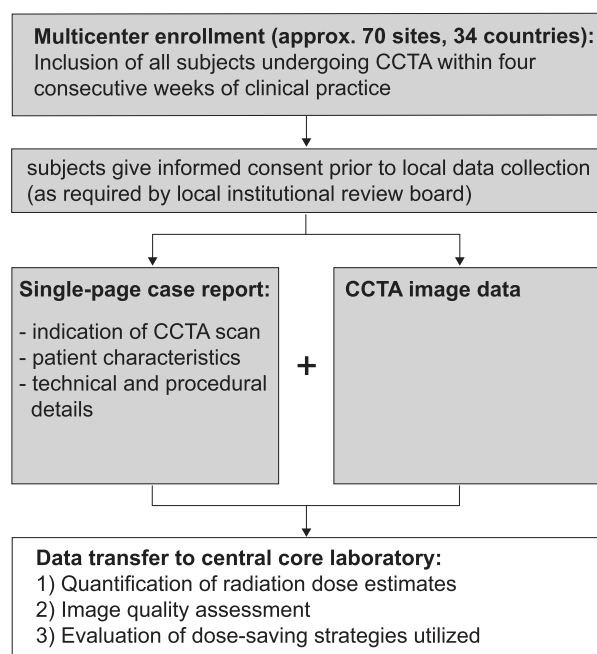 Multicenter enrollment (approx. 70 sites, 34 countries):
Inclusion of all subjects undergoing CCTA within four
consecutive weeks of clinical practice
subjects give informed consent prior to local data collection
(as required by local institutional review board)
Single-page case report:
- indication of CCTA scan
- patient characteristics
- technical and procedural
details
+
CCTA image data
Data transfer to central core laboratory:
1) Quantification of radiation dose estimates
2) Image quality assessment
3) Evaluation of dose-saving strategies utilized